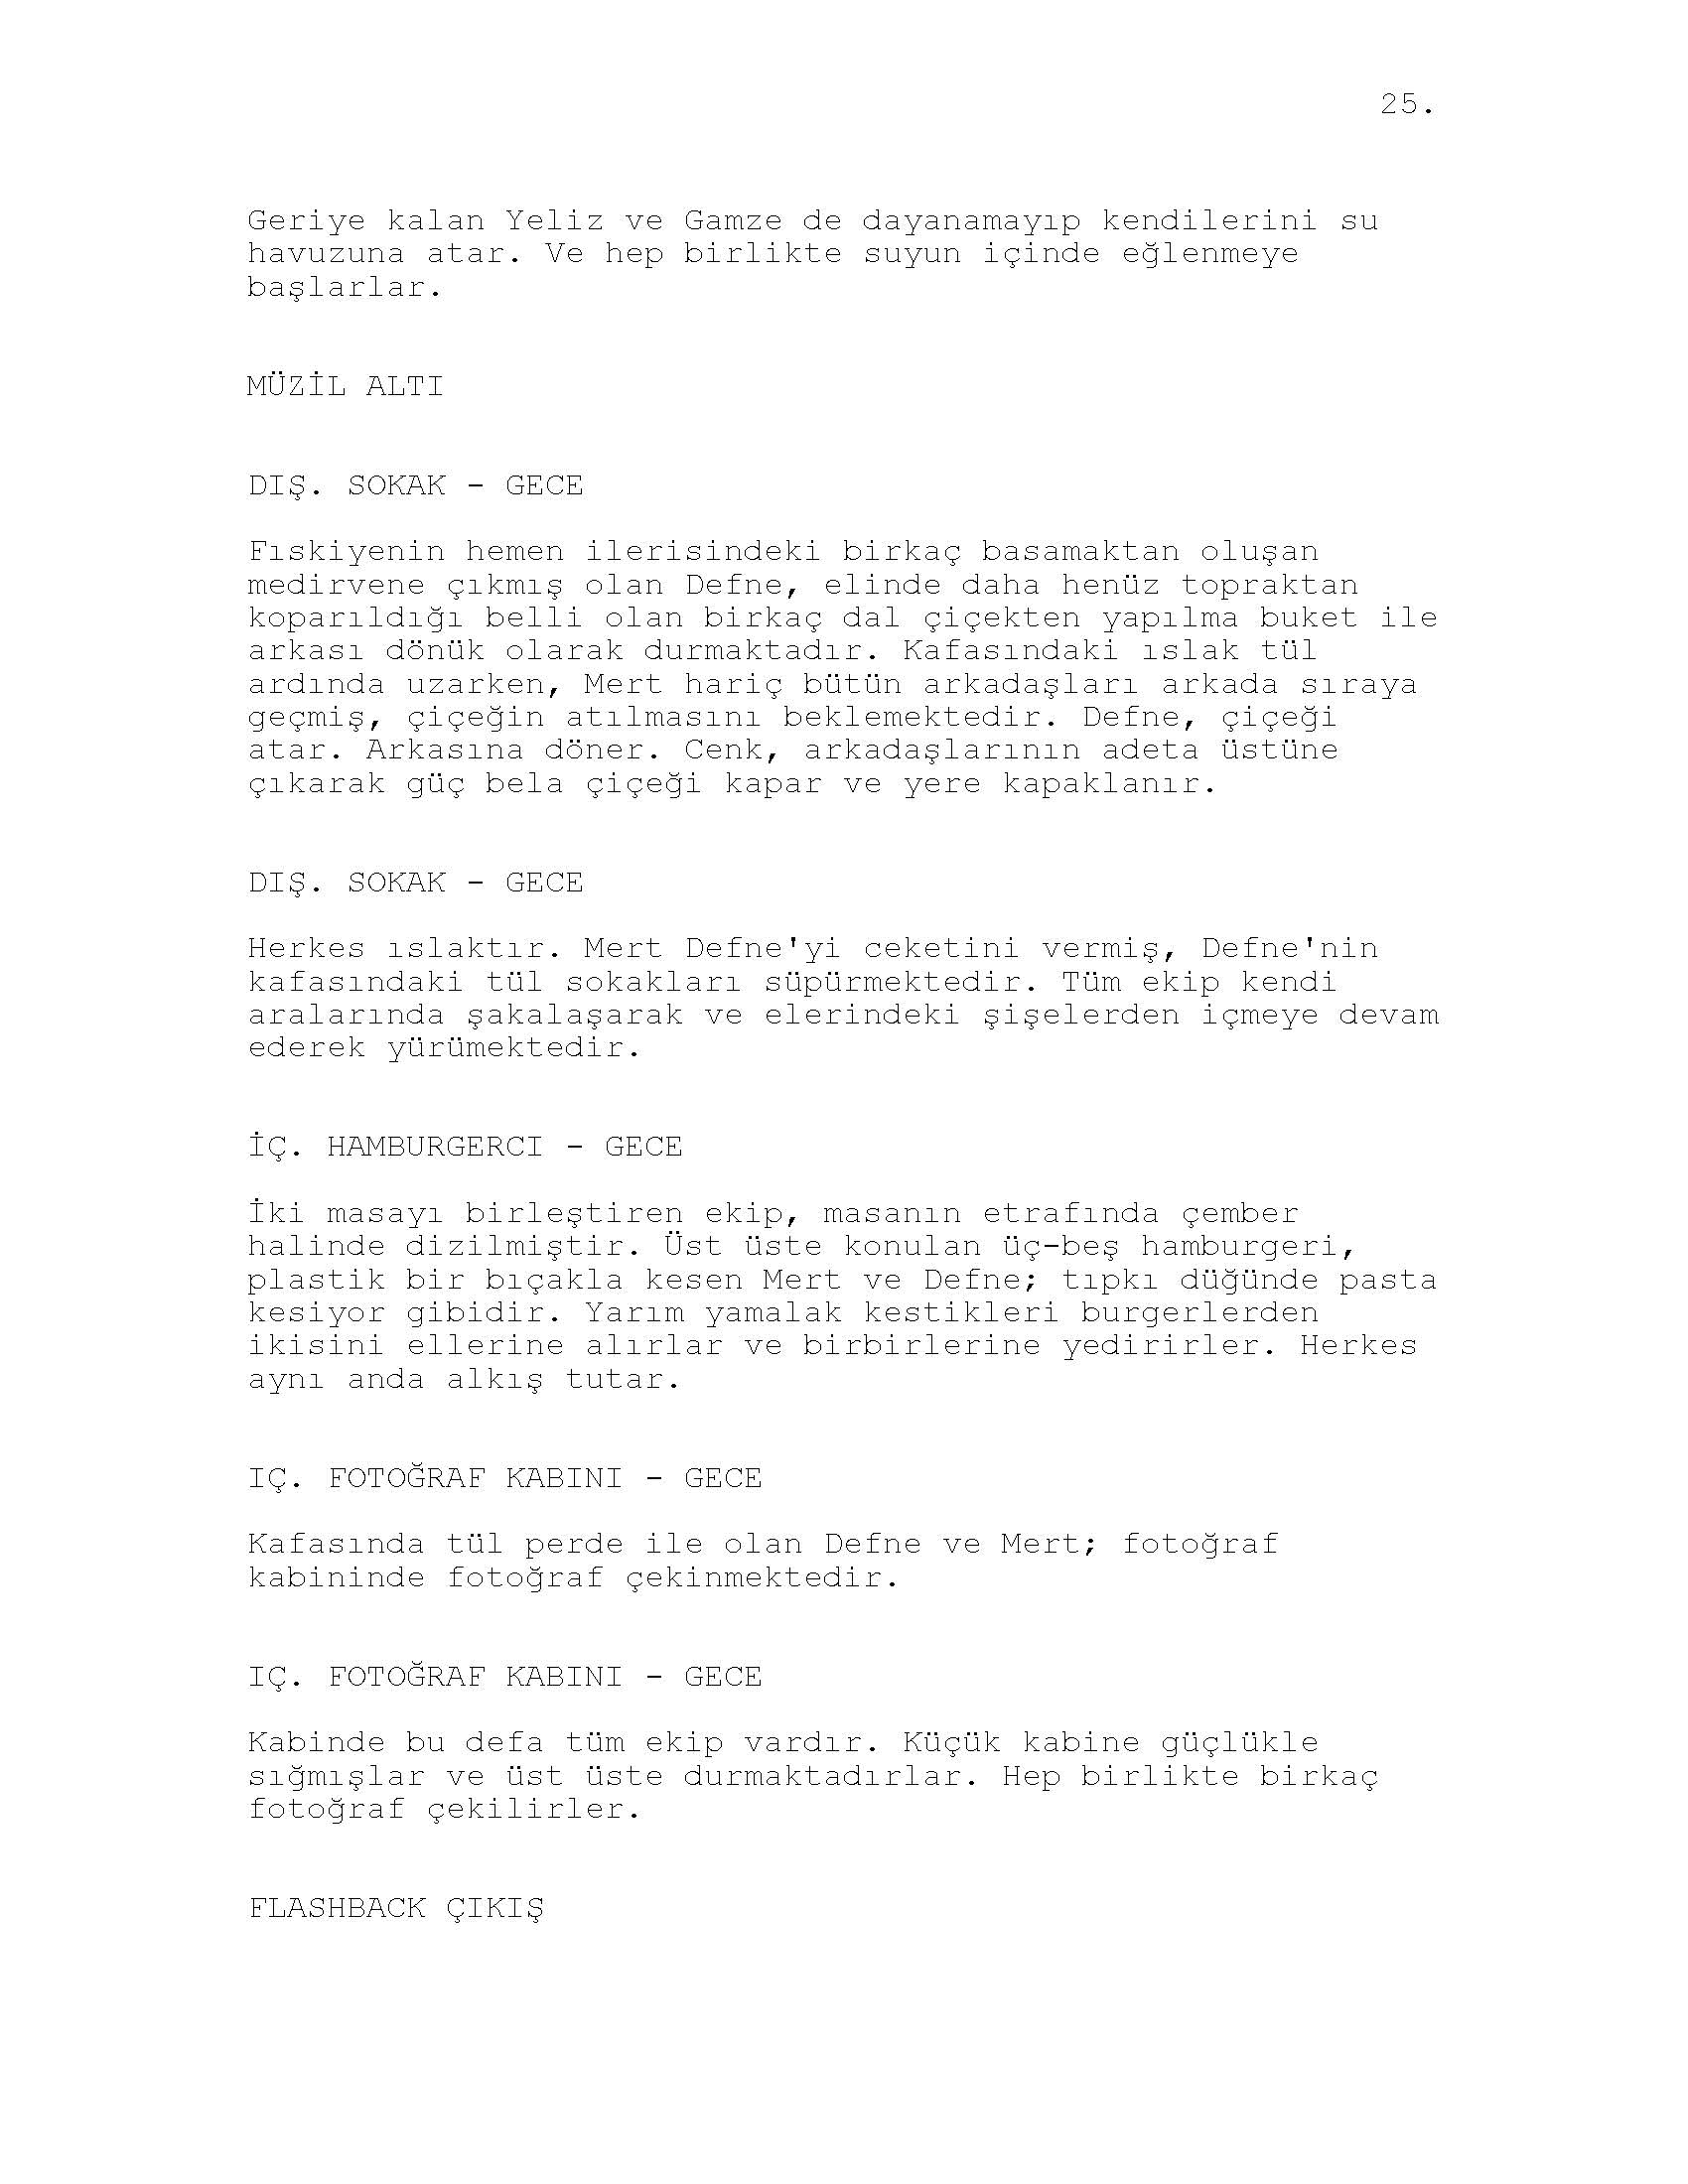 25.
Geriye kalan Yeliz ve Gamze de dayanamayıp kendilerini su
havuzuna atar. Ve hep birlikte suyun içinde eğlenmeye
başlarlar.
MÜZİL ALTI
DIŞ. SOKAK - GECE
Fıskiyenin hemen ilerisindeki birkaç basamaktan oluşan
medirvene çıkmış olan Defne, elinde daha henüz topraktan
koparıldığı belli olan birkaç dal çiçekten yapılma buket ile
arkası dönük olarak durmaktadır. Kafasındaki ıslak tül
ardında uzarken, Mert hariç bütün arkadaşları arkada sıraya
geçmiş, çiçeğin atılmasını beklemektedir. Defne, çiçeği
atar. Arkasına döner. Cenk, arkadaşlarının adeta üstüne
çıkarak güç bela çiçeği kapar ve yere kapaklanır.
DIŞ. SOKAK - GECE
Herkes ıslaktır. Mert Defne'yi ceketini vermiş, Defne'nin
kafasındaki tül sokakları süpürmektedir. Tüm ekip kendi
aralarında şakalaşarak ve elerindeki şişelerden içmeye devam
ederek yürümektedir.
İÇ. HAMBURGERCI - GECE
İki masayı birleştiren ekip, masanın etrafında çember
halinde dizilmiştir. Üst üste konulan üç-beş hamburgeri,
plastik bir bıçakla kesen Mert ve Defne; tıpkı düğünde pasta
kesiyor gibidir. Yarım yamalak kestikleri burgerlerden
ikisini ellerine alırlar ve birbirlerine yedirirler. Herkes
aynı anda alkış tutar.
IÇ. FOTOĞRAF KABINI - GECE
Kafasında tül perde ile olan Defne ve Mert; fotoğraf
kabininde fotoğraf çekinmektedir.
IÇ. FOTOĞRAF KABINI - GECE
Kabinde bu defa tüm ekip vardır. Küçük kabine güçlükle
sığmışlar ve üst üste durmaktadırlar. Hep birlikte birkaç
fotoğraf çekilirler.
FLASHBACK ÇIKIŞ